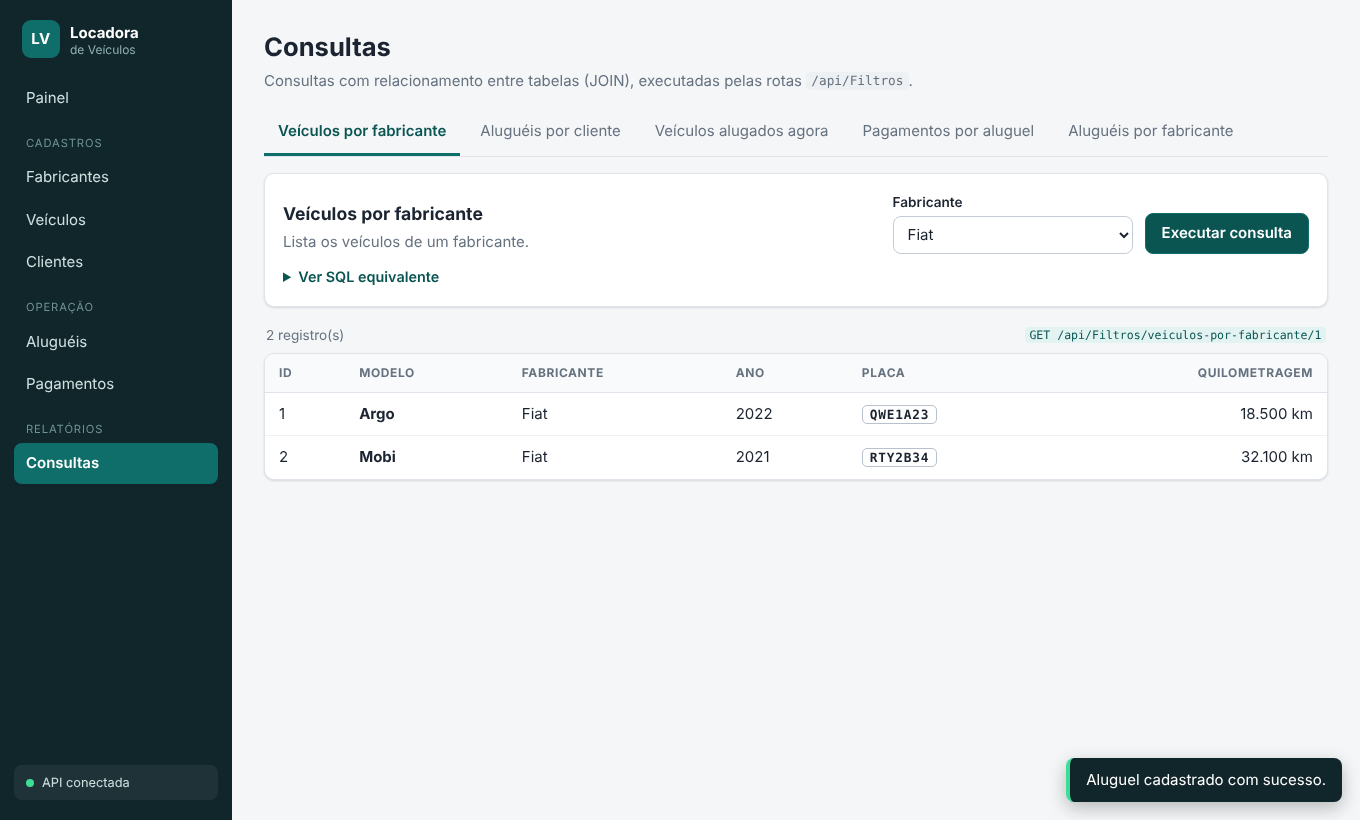 LV
Locadora
de Veículos
Painel
CADASTROS
Fabricantes
Veículos
Clientes
OPERAÇÃO
Aluguéis
Pagamentos
RELATÓRIOS
Consultas
API conectada
Consultas
Consultas com relacionamento entre tabelas (JOIN), executadas pelas rotas /api/Filtros.
Veículos por fabricante Aluguéis por cliente Veículos alugados agora Pagamentos por aluguel Aluguéis por fabricante
Veículos por fabricante
Lista os veículos de um fabricante.
Ver SQL equivalente
Fabricante
Fiat
Executar consulta
2 registro(s) GET /api/Filtros/veiculos-por-fabricante/1
ID MODELO FABRICANTE ANO PLACA QUILOMETRAGEM
1 Argo Fiat 2022 QWE1A23 18.500 km
2 Mobi Fiat 2021 RTY2B34 32.100 km
Aluguel cadastrado com sucesso.